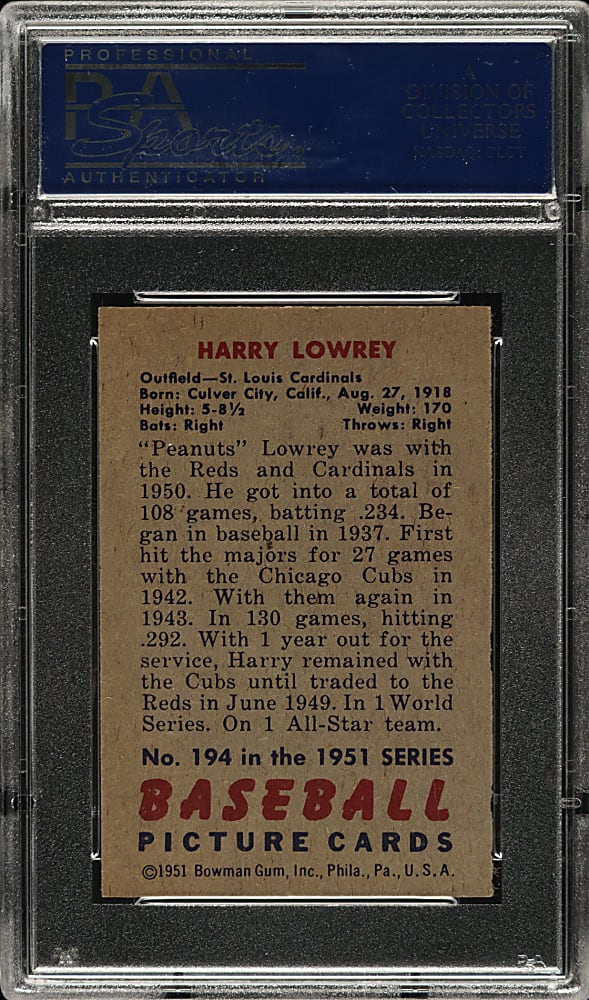 PROFESSIONAL
PSA
Sports
AUTHENTICATOR
A
DIVISION OF
COLLECTORS
UNIVERSE
NASDAQ: CLCT
HARRY LOWREY
Outfield—St. Louis Cardinals
Born: Culver City, Calif., Aug. 27, 1918
Height: 5-8½ Weight: 170
Bats: Right Throws: Right
"Peanuts" Lowrey was with
the Reds and Cardinals in
1950. He got into a total of
108 games, batting .234. Be-
gan in baseball in 1937. First
hit the majors for 27 games
with the Chicago Cubs in
1942. With them again in
1943. In 130 games, hitting
.292. With 1 year out for the
service, Harry remained with
the Cubs until traded to the
Reds in June 1949. In 1 World
Series. On 1 All-Star team.
No. 194 in the 1951 SERIES
BASEBALL
PICTURE CARDS
©1951 Bowman Gum, Inc., Phila., Pa., U.S.A.
PSA